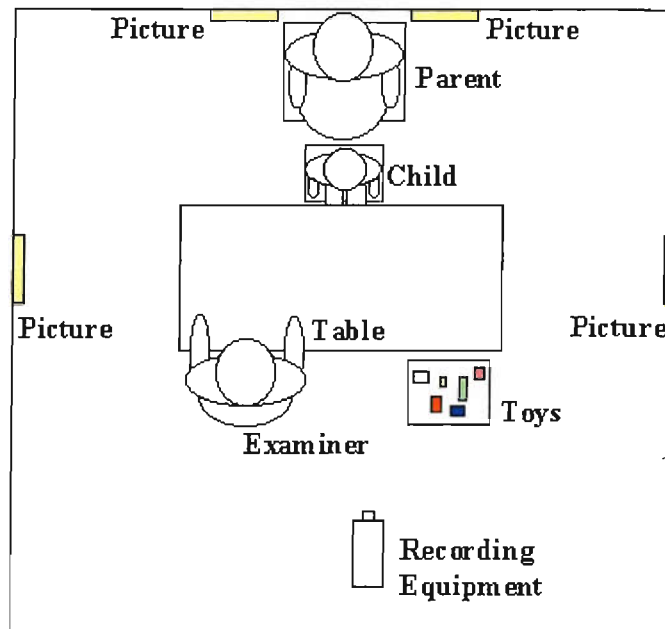 Picture
Picture
Parent
Child
Picture
Table
Picture
Toys
Examiner
Recording
Equipment